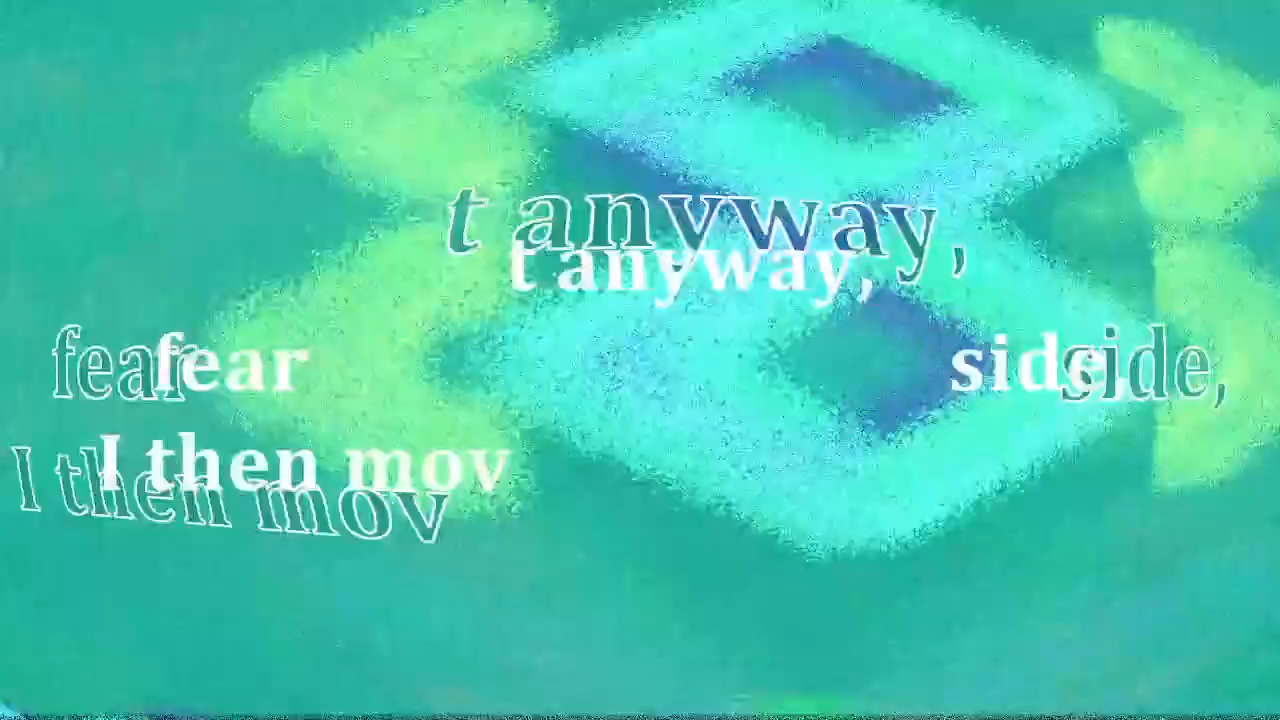 t anyway,
t anyway,
fear fear side, side,
I then mov
I then mov